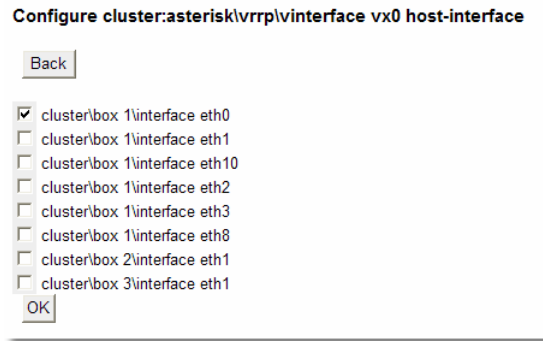 Configure cluster:asterisk\vrrp\vinterface vx0 host-interface
Back
cluster\box 1\interface eth0
cluster\box 1\interface eth1
cluster\box 1\interface eth10
cluster\box 1\interface eth2
cluster\box 1\interface eth3
cluster\box 1\interface eth8
cluster\box 2\interface eth1
cluster\box 3\interface eth1
OK